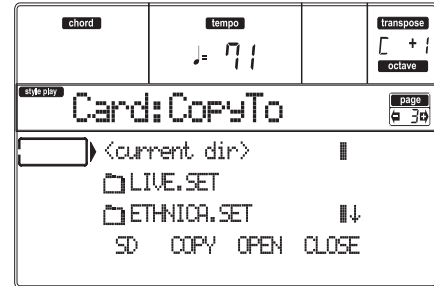 chord tempo transpose
♩= 71 C +1
octave
style play page
Card:CopyTo 3
<current dir>
LIVE.SET
ETHNICA.SET
SD COPY OPEN CLOSE